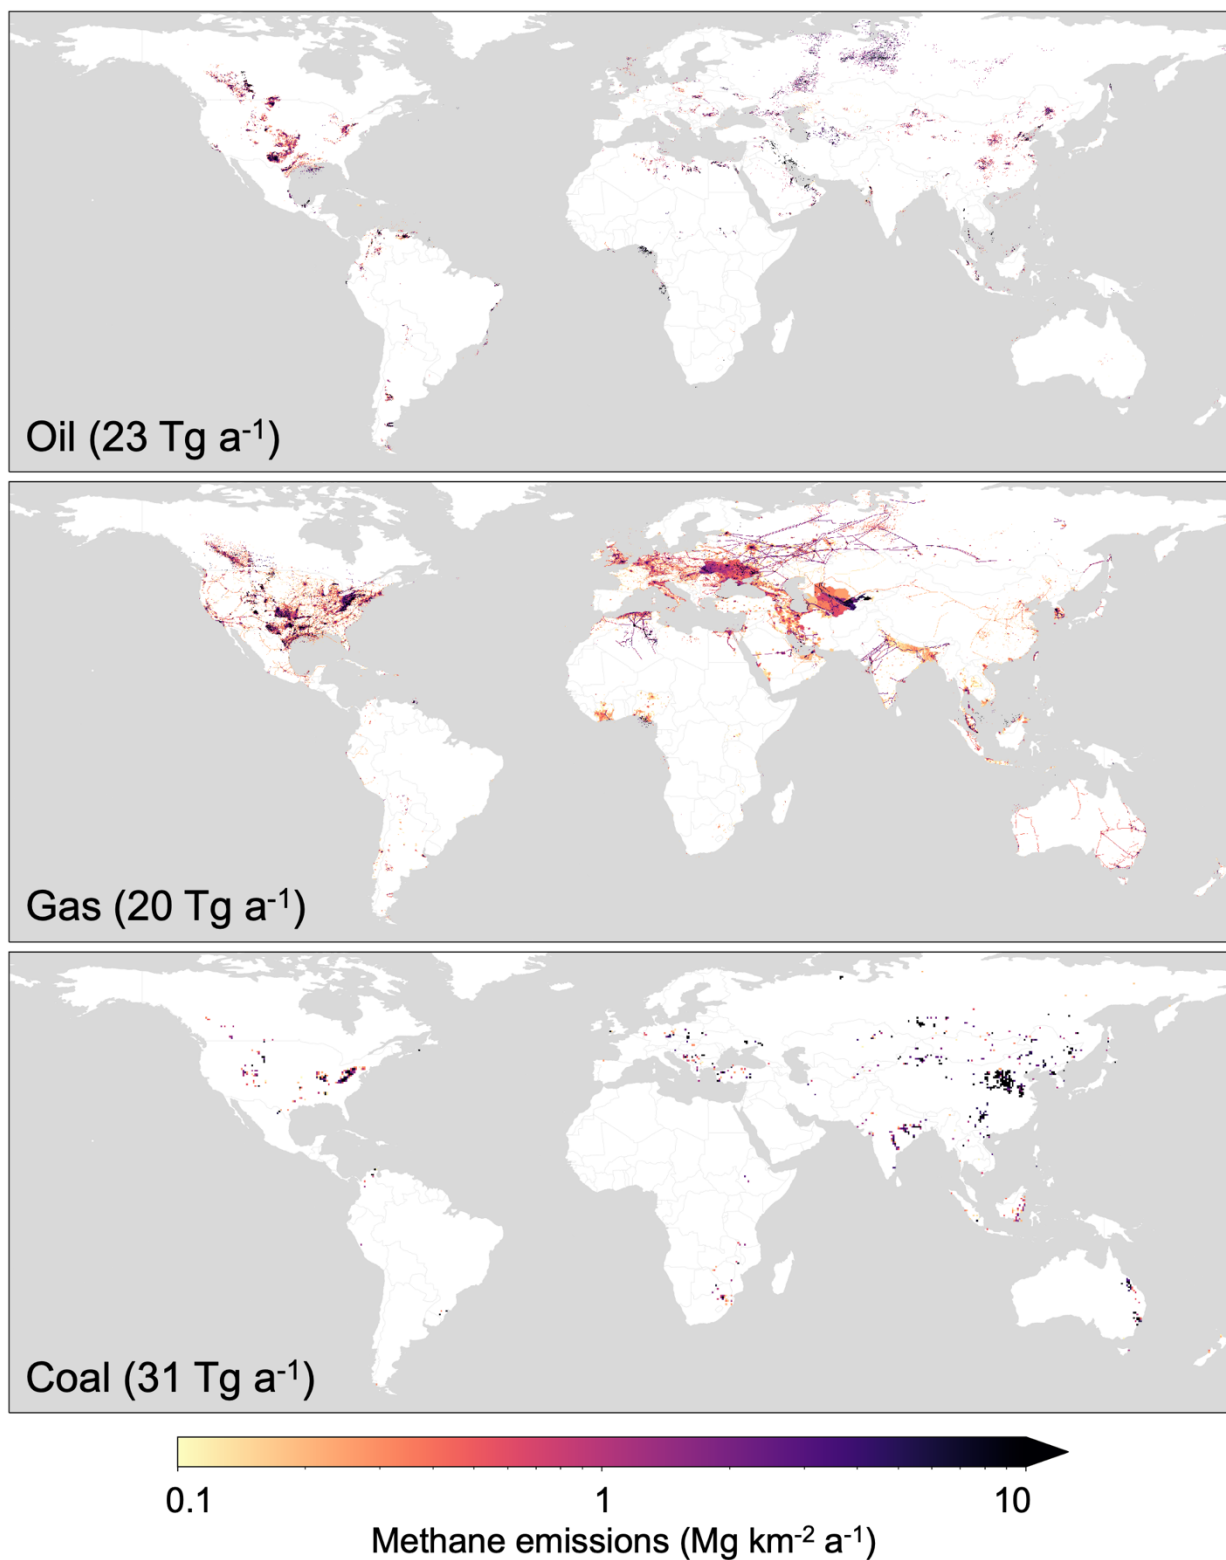 Oil (23 Tg a⁻¹)
Gas (20 Tg a⁻¹)
Coal (31 Tg a⁻¹)
0.1 1 10
Methane emissions (Mg km⁻² a⁻¹)